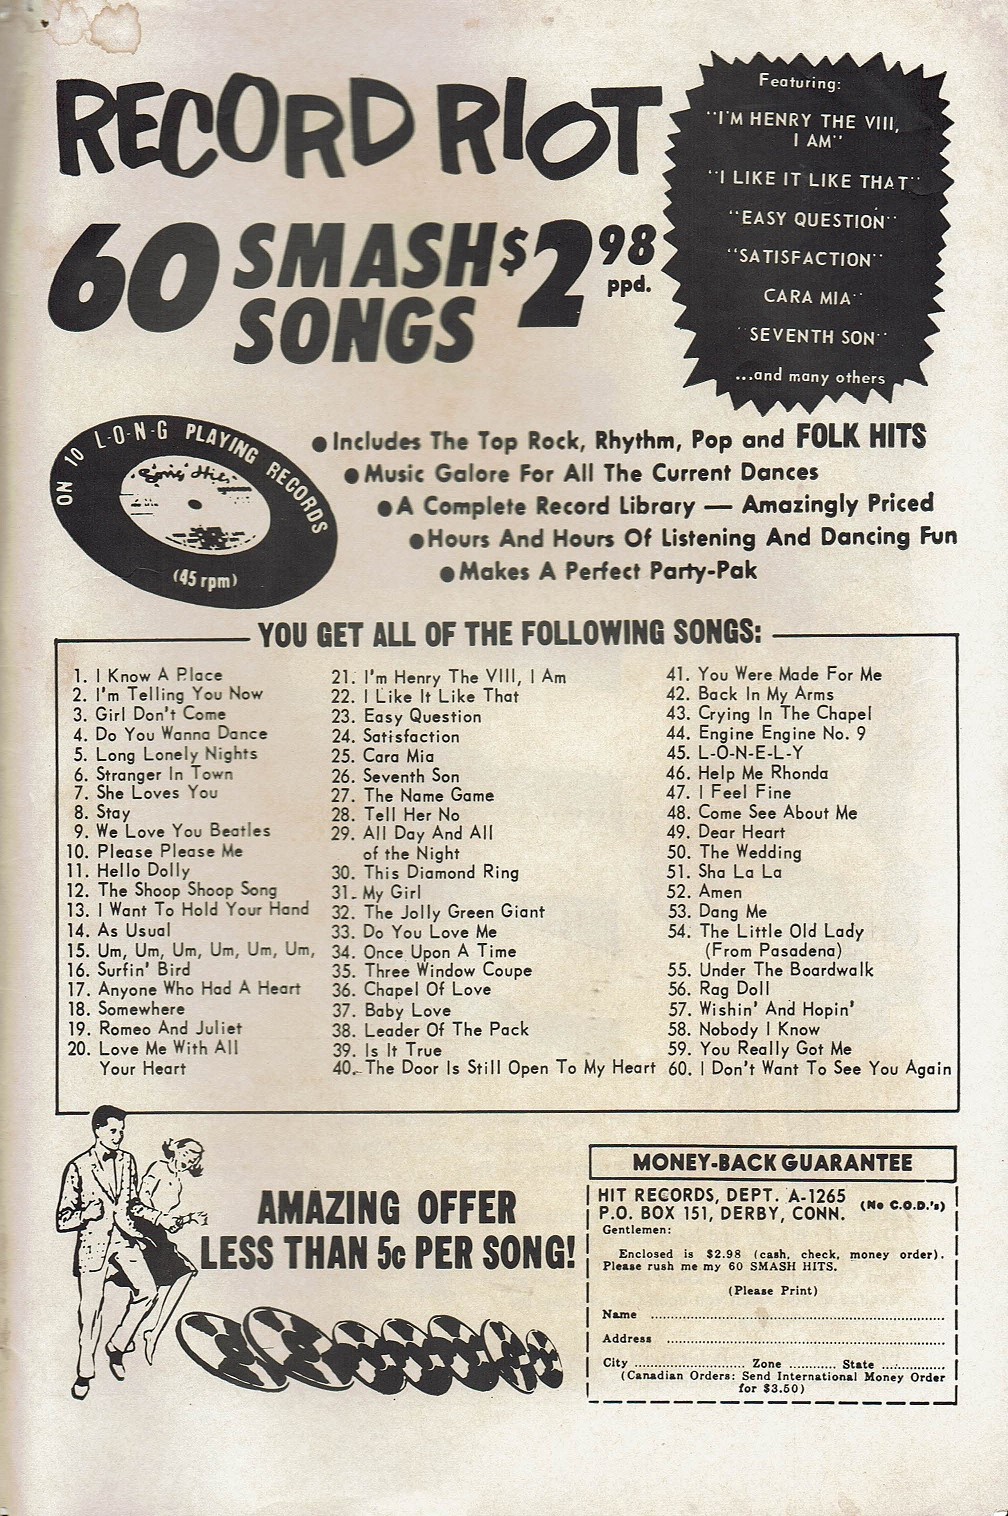 RECORD RIOT
60 SMASH SONGS $2.98 ppd.
Featuring:
"I'M HENRY THE VIII,
I AM"
"I LIKE IT LIKE THAT"
"EASY QUESTION"
"SATISFACTION"
CARA MIA"
"SEVENTH SON"
...and many others
ON 10 L-O-N-G PLAYING RECORDS
(45 rpm)
• Includes The Top Rock, Rhythm, Pop and FOLK HITS
• Music Galore For All The Current Dances
• A Complete Record Library — Amazingly Priced
• Hours And Hours Of Listening And Dancing Fun
• Makes A Perfect Party-Pak
YOU GET ALL OF THE FOLLOWING SONGS:
1. I Know A Place
2. I'm Telling You Now
3. Girl Don't Come
4. Do You Wanna Dance
5. Long Lonely Nights
6. Stranger In Town
7. She Loves You
8. Stay
9. We Love You Beatles
10. Please Please Me
11. Hello Dolly
12. The Shoop Shoop Song
13. I Want To Hold Your Hand
14. As Usual
15. Um, Um, Um, Um, Um, Um,
16. Surfin' Bird
17. Anyone Who Had A Heart
18. Somewhere
19. Romeo And Juliet
20. Love Me With All
Your Heart
21. I'm Henry The VIII, I Am
22. I Like It Like That
23. Easy Question
24. Satisfaction
25. Cara Mia
26. Seventh Son
27. The Name Game
28. Tell Her No
29. All Day And All
of the Night
30. This Diamond Ring
31. My Girl
32. The Jolly Green Giant
33. Do You Love Me
34. Once Upon A Time
35. Three Window Coupe
36. Chapel Of Love
37. Baby Love
38. Leader Of The Pack
39. Is It True
40. The Door Is Still Open To My Heart
41. You Were Made For Me
42. Back In My Arms
43. Crying In The Chapel
44. Engine Engine No. 9
45. L-O-N-E-L-Y
46. Help Me Rhonda
47. I Feel Fine
48. Come See About Me
49. Dear Heart
50. The Wedding
51. Sha La La
52. Amen
53. Dang Me
54. The Little Old Lady
(From Pasadena)
55. Under The Boardwalk
56. Rag Doll
57. Wishin' And Hopin'
58. Nobody I Know
59. You Really Got Me
60. I Don't Want To See You Again
AMAZING OFFER
LESS THAN 5c PER SONG!
MONEY-BACK GUARANTEE
HIT RECORDS, DEPT. A-1265
P.O. BOX 151, DERBY, CONN. (No C.O.D.'s)
Gentlemen:
Enclosed is $2.98 (cash, check, money order).
Please rush me my 60 SMASH HITS.
(Please Print)
Name
Address
City Zone State
(Canadian Orders: Send International Money Order
for $3.50)